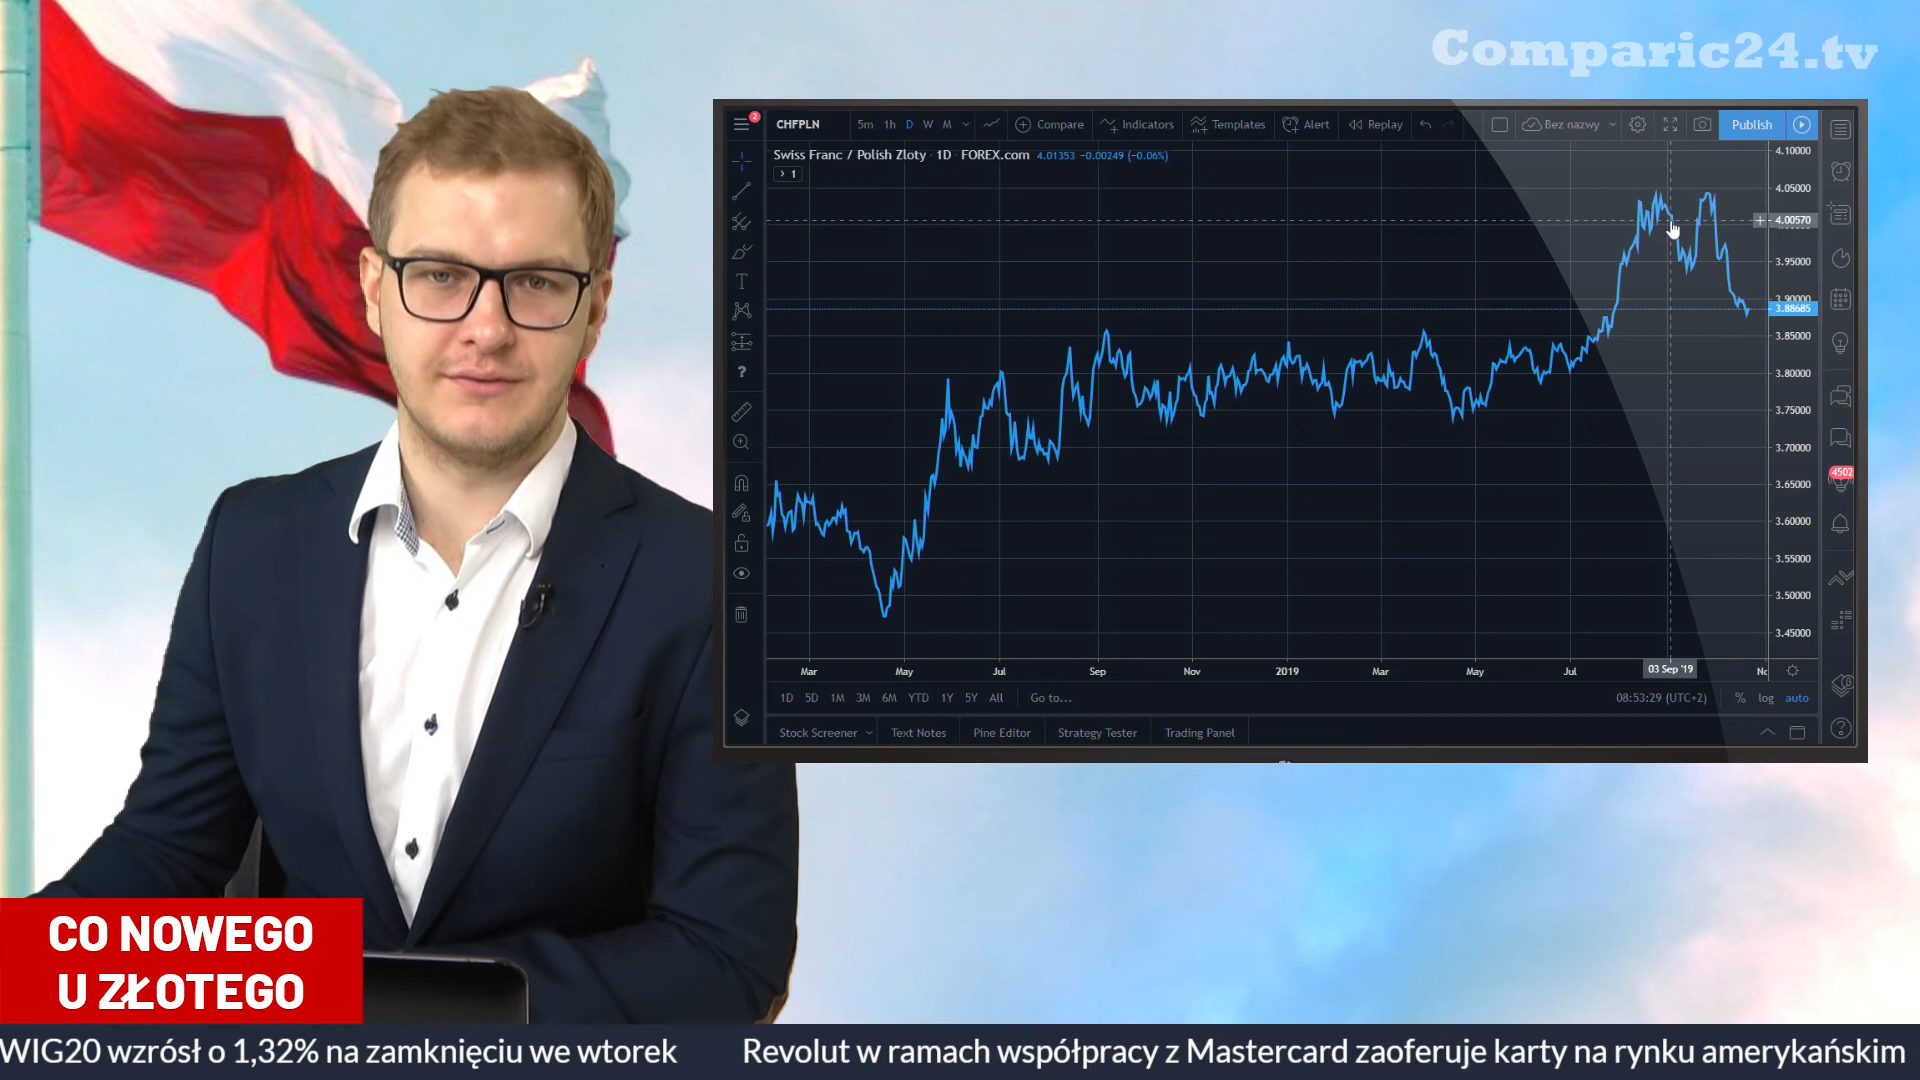 Comparic24.tv
2
CHFPLN 5m 1h D W M Compare Indicators Templates Alert Replay Bez nazwy Publish
Swiss Franc / Polish Zloty 1D FOREX.com 4.01353 −0.00249 (−0.06%)
› 1
4.10000
4.05000
4.00570
3.95000
3.90000
3.88685
3.85000
3.80000
3.75000
3.70000
3.65000
3.60000
3.55000
3.50000
3.45000
T
?
4502
Mar May Jul Sep Nov 2019 Mar May Jul 03 Sep '19
1D 5D 1M 3M 6M YTD 1Y 5Y All Go to... 08:53:29 (UTC+2) % log auto
Stock Screener Text Notes Pine Editor Strategy Tester Trading Panel
CO NOWEGO
U ZŁOTEGO
WIG20 wzrósł o 1,32% na zamknięciu we wtorek Revolut w ramach współpracy z Mastercard zaoferuje karty na rynku amerykańskim